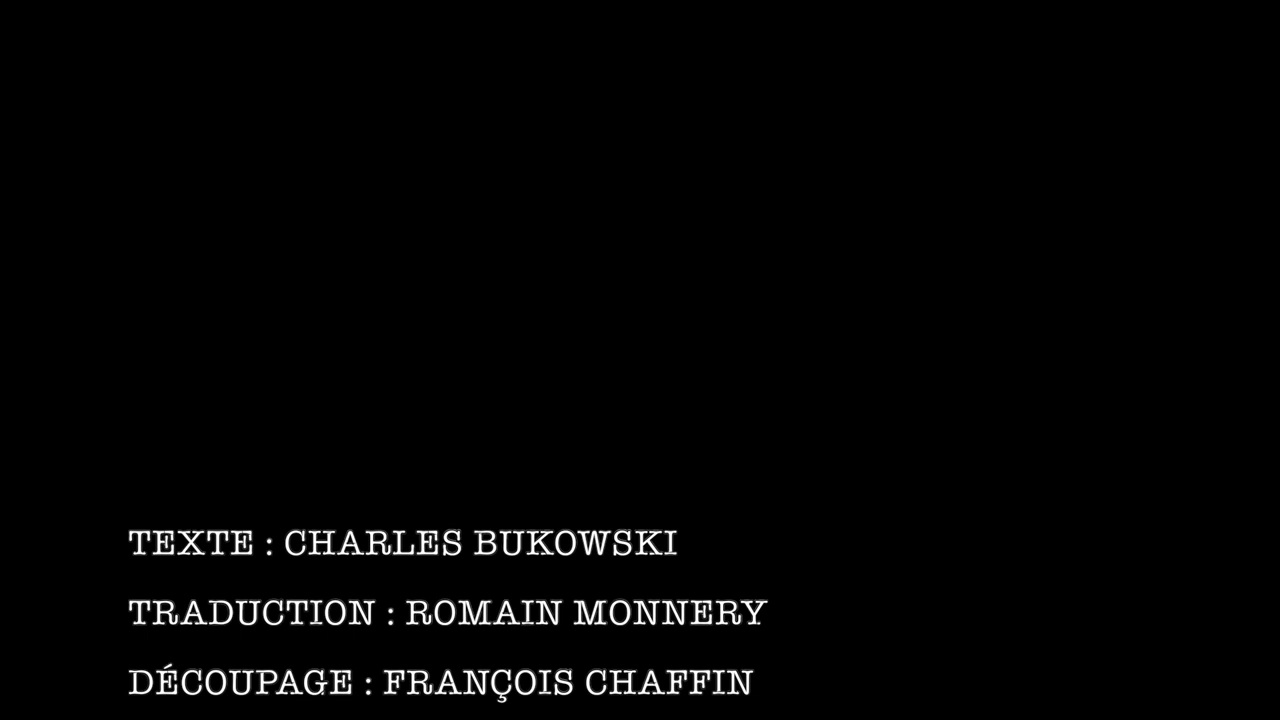 TEXTE : CHARLES BUKOWSKI
TRADUCTION : ROMAIN MONNERY
DÉCOUPAGE : FRANÇOIS CHAFFIN